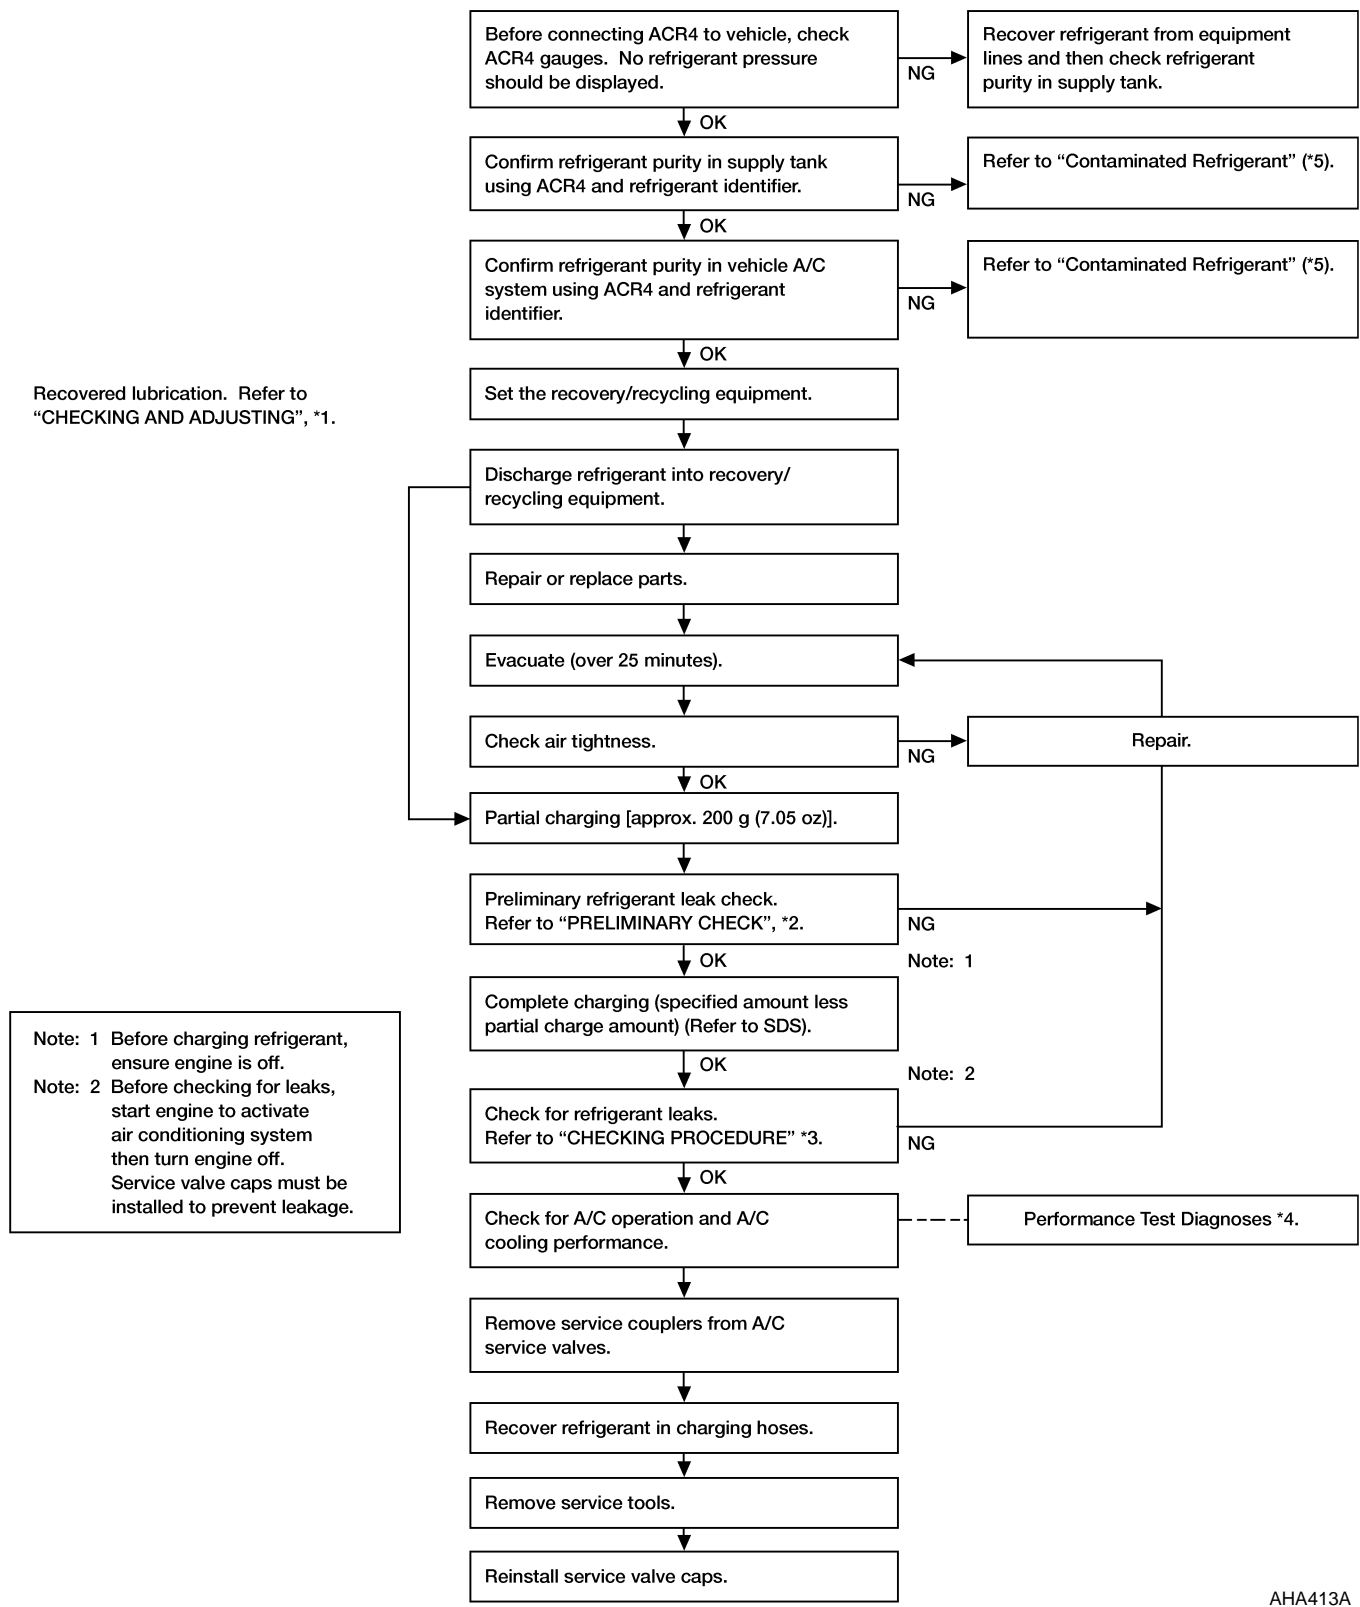 Before connecting ACR4 to vehicle, check
ACR4 gauges. No refrigerant pressure
should be displayed.
NG
Recover refrigerant from equipment
lines and then check refrigerant
purity in supply tank.
OK
Confirm refrigerant purity in supply tank
using ACR4 and refrigerant identifier.
NG
Refer to “Contaminated Refrigerant” (*5).
OK
Confirm refrigerant purity in vehicle A/C
system using ACR4 and refrigerant
identifier.
NG
Refer to “Contaminated Refrigerant” (*5).
OK
Recovered lubrication. Refer to
“CHECKING AND ADJUSTING”, *1.
Set the recovery/recycling equipment.
Discharge refrigerant into recovery/
recycling equipment.
Repair or replace parts.
Evacuate (over 25 minutes).
Check air tightness.
NG
Repair.
OK
Partial charging [approx. 200 g (7.05 oz)].
Preliminary refrigerant leak check.
Refer to “PRELIMINARY CHECK”, *2.
NG
OK
Note: 1
Complete charging (specified amount less
partial charge amount) (Refer to SDS).
OK
Note: 2
Note: 1 Before charging refrigerant,
ensure engine is off.
Note: 2 Before checking for leaks,
start engine to activate
air conditioning system
then turn engine off.
Service valve caps must be
installed to prevent leakage.
Check for refrigerant leaks.
Refer to “CHECKING PROCEDURE” *3.
NG
OK
Check for A/C operation and A/C
cooling performance.
Performance Test Diagnoses *4.
Remove service couplers from A/C
service valves.
Recover refrigerant in charging hoses.
Remove service tools.
Reinstall service valve caps.
AHA413A